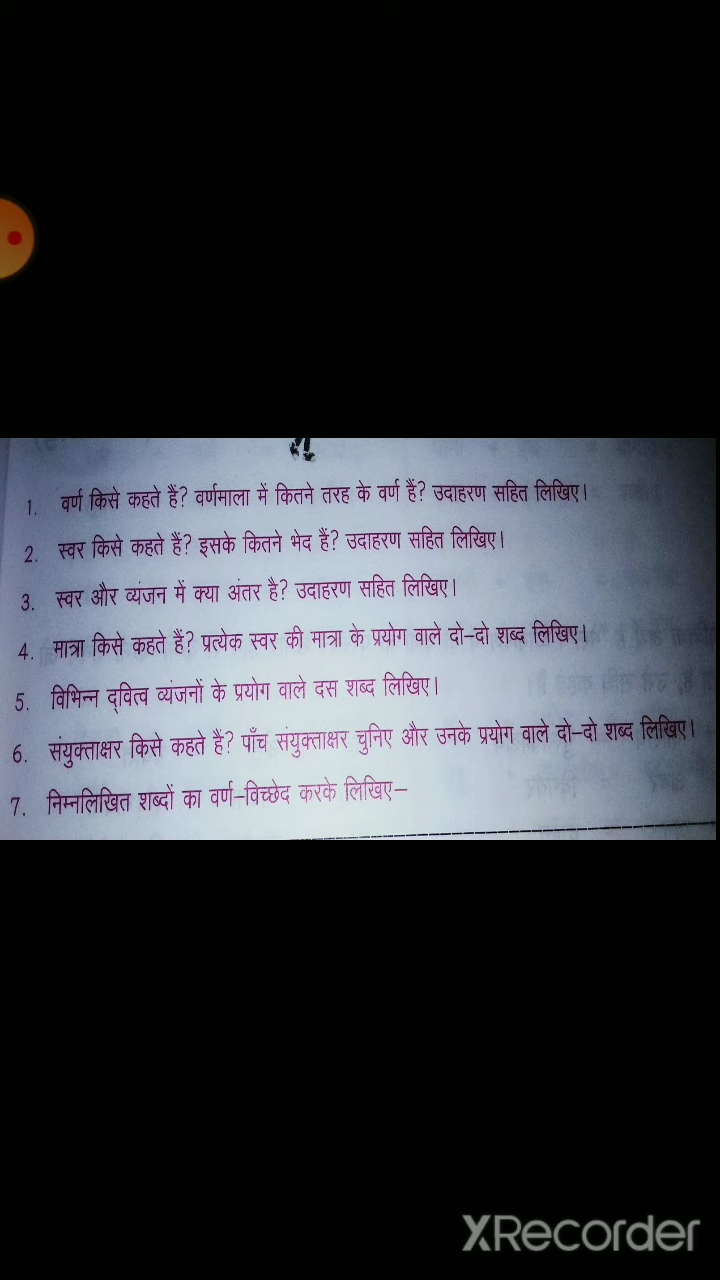 1. वर्ण किसे कहते हैं? वर्णमाला में कितने तरह के वर्ण हैं? उदाहरण सहित लिखिए।
2. स्वर किसे कहते हैं? इसके कितने भेद हैं? उदाहरण सहित लिखिए।
3. स्वर और व्यंजन में क्या अंतर है? उदाहरण सहित लिखिए।
4. मात्रा किसे कहते हैं? प्रत्येक स्वर की मात्रा के प्रयोग वाले दो-दो शब्द लिखिए।
5. विभिन्न द्‌वित्व व्यंजनों के प्रयोग वाले दस शब्द लिखिए।
6. संयुक्ताक्षर किसे कहते हैं? पाँच संयुक्ताक्षर चुनिए और उनके प्रयोग वाले दो-दो शब्द लिखिए।
7. निम्नलिखित शब्दों का वर्ण-विच्छेद करके लिखिए–
XRecorder